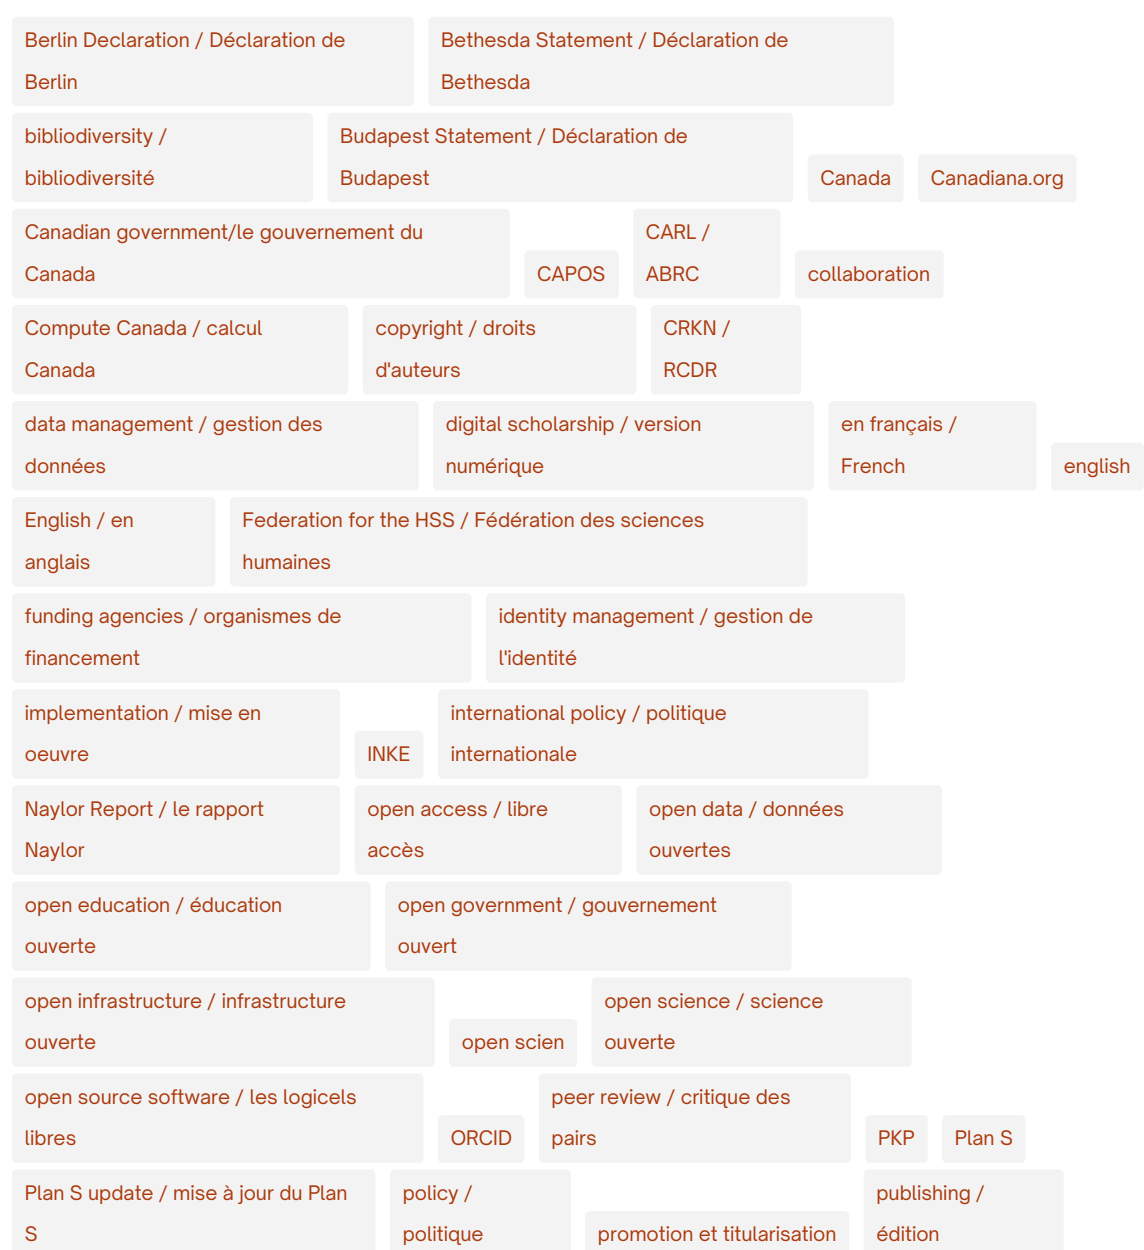 Berlin Declaration / Déclaration de
Berlin
Bethesda Statement / Déclaration de
Bethesda
bibliodiversity /
bibliodiversité
Budapest Statement / Déclaration de
Budapest
Canada
Canadiana.org
Canadian government/le gouvernement du
Canada
CAPOS
CARL /
ABRC
collaboration
Compute Canada / calcul
Canada
copyright / droits
d'auteurs
CRKN /
RCDR
data management / gestion des
données
digital scholarship / version
numérique
en français /
French
english
English / en
anglais
Federation for the HSS / Fédération des sciences
humaines
funding agencies / organismes de
financement
identity management / gestion de
l'identité
implementation / mise en
oeuvre
INKE
international policy / politique
internationale
Naylor Report / le rapport
Naylor
open access / libre
accès
open data / données
ouvertes
open education / éducation
ouverte
open government / gouvernement
ouvert
open infrastructure / infrastructure
ouverte
open scien
open science / science
ouverte
open source software / les logicels
libres
ORCID
peer review / critique des
pairs
PKP
Plan S
Plan S update / mise à jour du Plan
S
policy /
politique
promotion et titularisation
publishing /
édition